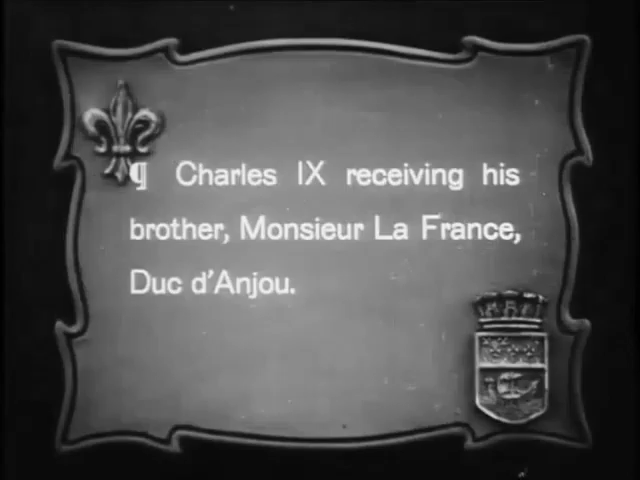 ¶ Charles IX receiving his
brother, Monsieur La France,
Duc d'Anjou.